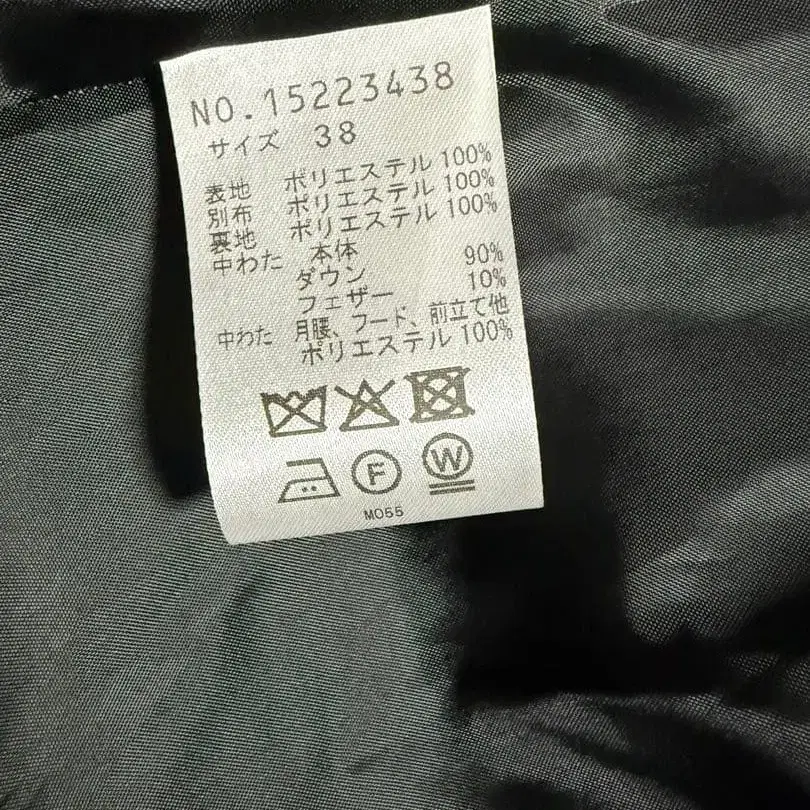 NO.15223438
サイズ 38
表地 ポリエステル 100%
別布 ポリエステル 100%
裏地 ポリエステル 100%
中わた 本体
ダウン 90%
フェザー 10%
中わた 月腰、フード、前立て他
ポリエステル 100%
F W
M055